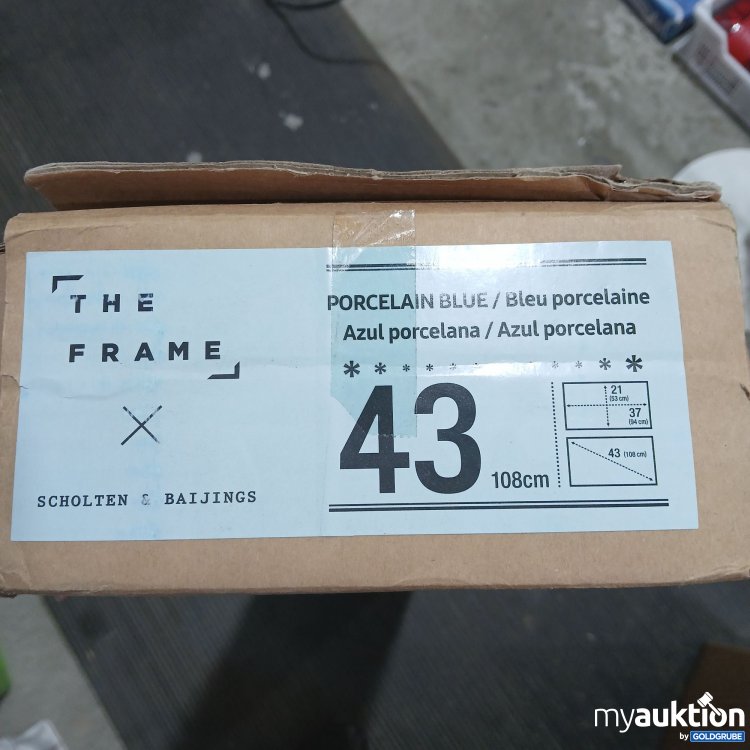 THE
FRAME
SCHOLTEN & BAIJINGS
PORCELAIN BLUE / Bleu porcelaine
Azul porcelana / Azul porcelana
* * * * * * * * * * *
43 108cm
21
(53 cm)
37
(94 cm)
43 (108 cm)
myauktion
by GOLDGRUBE